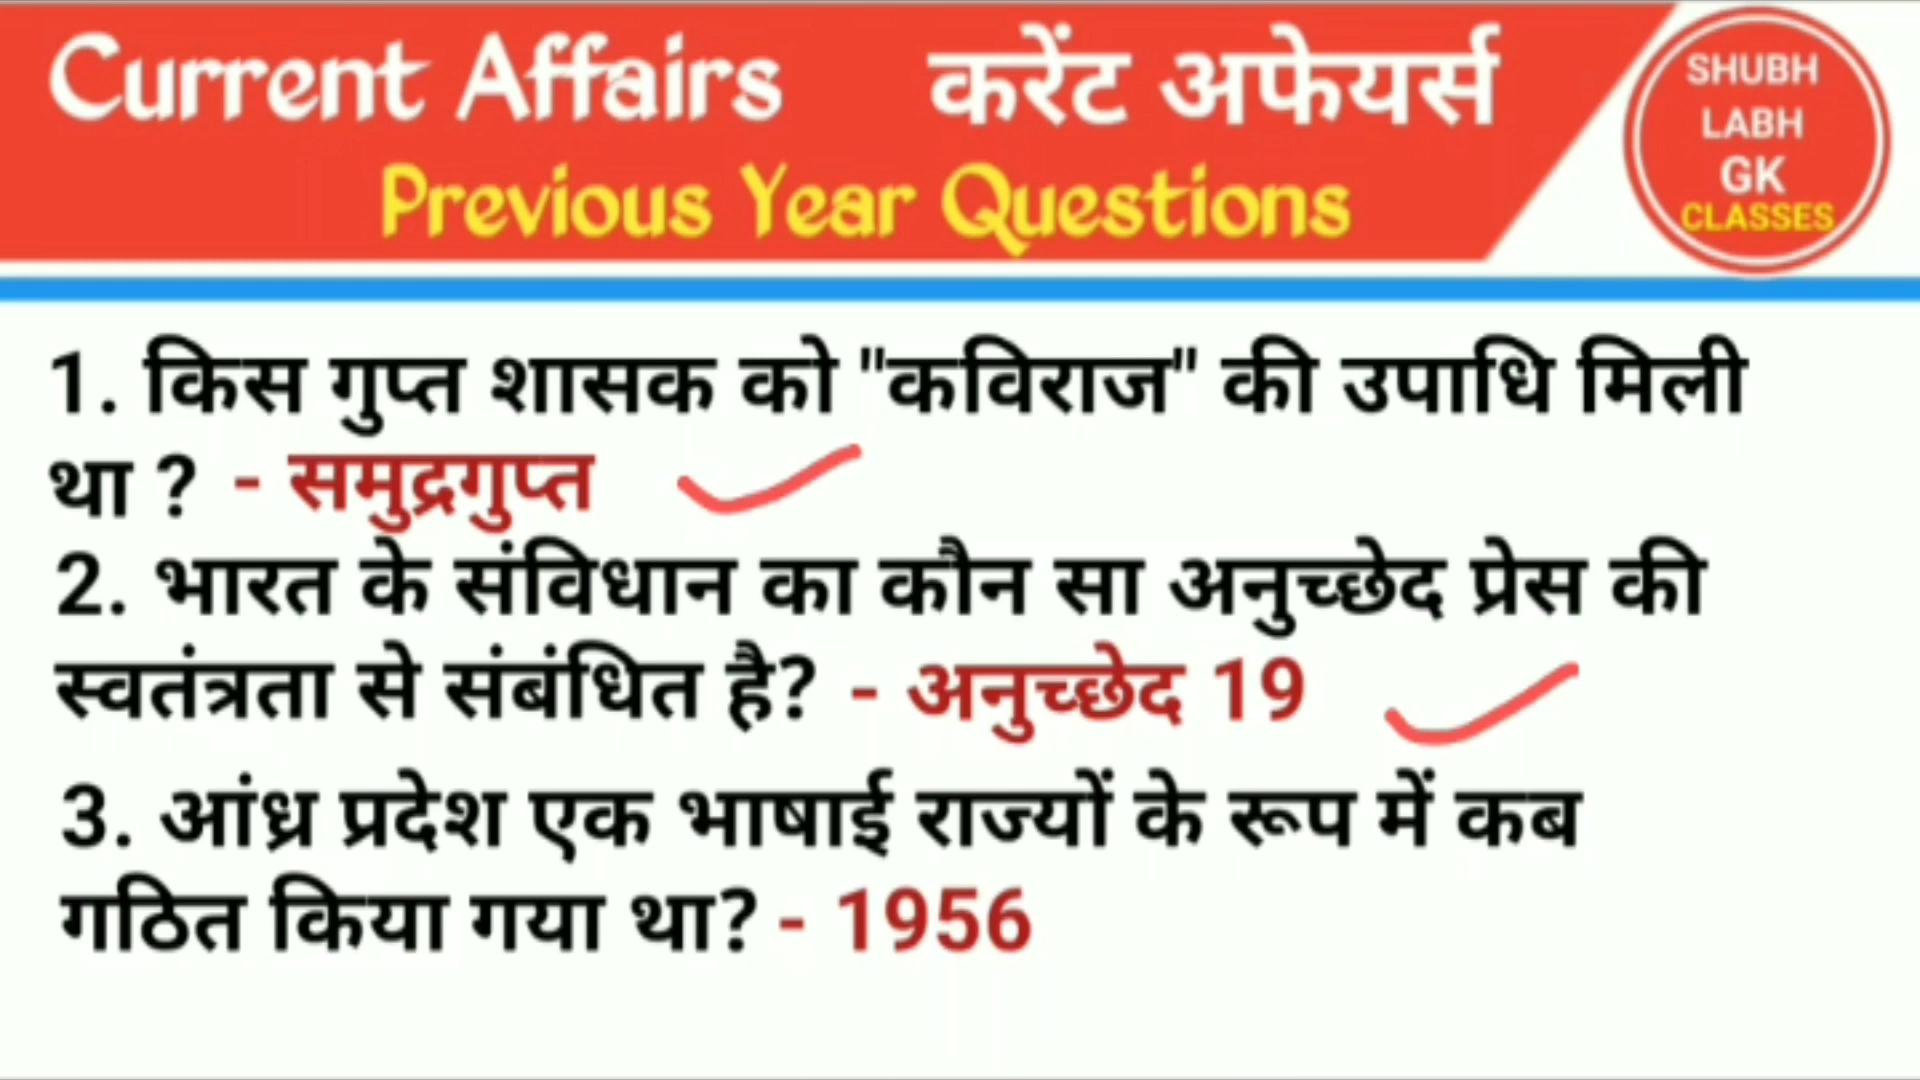 Current Affairs करेंट अफेयर्स
Previous Year Questions
SHUBH
LABH
GK
CLASSES
1. किस गुप्त शासक को "कविराज" की उपाधि मिली
था ? - समुद्रगुप्त
2. भारत के संविधान का कौन सा अनुच्छेद प्रेस की
स्वतंत्रता से संबंधित है? - अनुच्छेद 19
3. आंध्र प्रदेश एक भाषाई राज्यों के रूप में कब
गठित किया गया था? - 1956